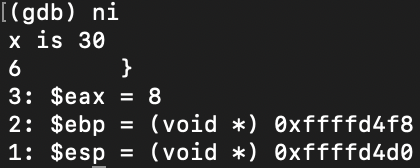 (gdb) ni
x is 30
6 }
3: $eax = 8
2: $ebp = (void *) 0xffffd4f8
1: $esp = (void *) 0xffffd4d0